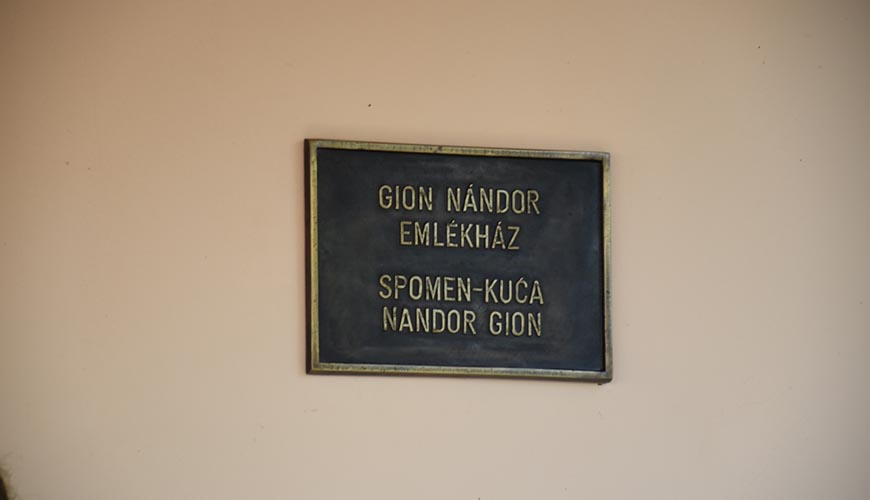 GION NÁNDOR
EMLÉKHÁZ
SPOMEN-KUĆA
NANDOR GION